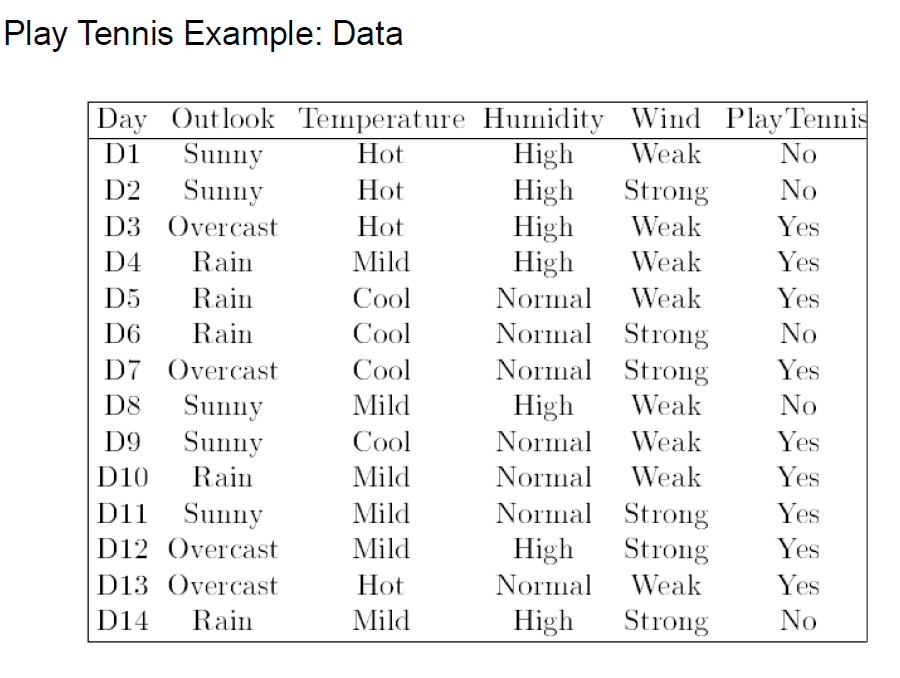 Play Tennis Example: Data
Day Outlook Temperature Humidity Wind PlayTennis
D1 Sunny Hot High Weak No
D2 Sunny Hot High Strong No
D3 Overcast Hot High Weak Yes
D4 Rain Mild High Weak Yes
D5 Rain Cool Normal Weak Yes
D6 Rain Cool Normal Strong No
D7 Overcast Cool Normal Strong Yes
D8 Sunny Mild High Weak No
D9 Sunny Cool Normal Weak Yes
D10 Rain Mild Normal Weak Yes
D11 Sunny Mild Normal Strong Yes
D12 Overcast Mild High Strong Yes
D13 Overcast Hot Normal Weak Yes
D14 Rain Mild High Strong No